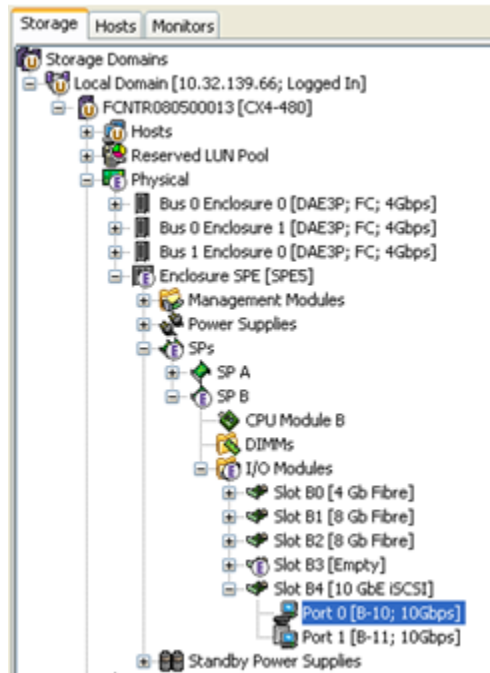 Storage Hosts Monitors
Storage Domains
Local Domain [10.32.139.66; Logged In]
FCNTR080500013 [CX4-480]
Hosts
Reserved LUN Pool
Physical
Bus 0 Enclosure 0 [DAE3P; FC; 4Gbps]
Bus 0 Enclosure 1 [DAE3P; FC; 4Gbps]
Bus 1 Enclosure 0 [DAE3P; FC; 4Gbps]
Enclosure SPE [SPE5]
Management Modules
Power Supplies
SPs
SP A
SP B
CPU Module B
DIMMs
I/O Modules
Slot B0 [4 Gb Fibre]
Slot B1 [8 Gb Fibre]
Slot B2 [8 Gb Fibre]
Slot B3 [Empty]
Slot B4 [10 GbE iSCSI]
Port 0 [B-10; 10Gbps]
Port 1 [B-11; 10Gbps]
Standby Power Supplies